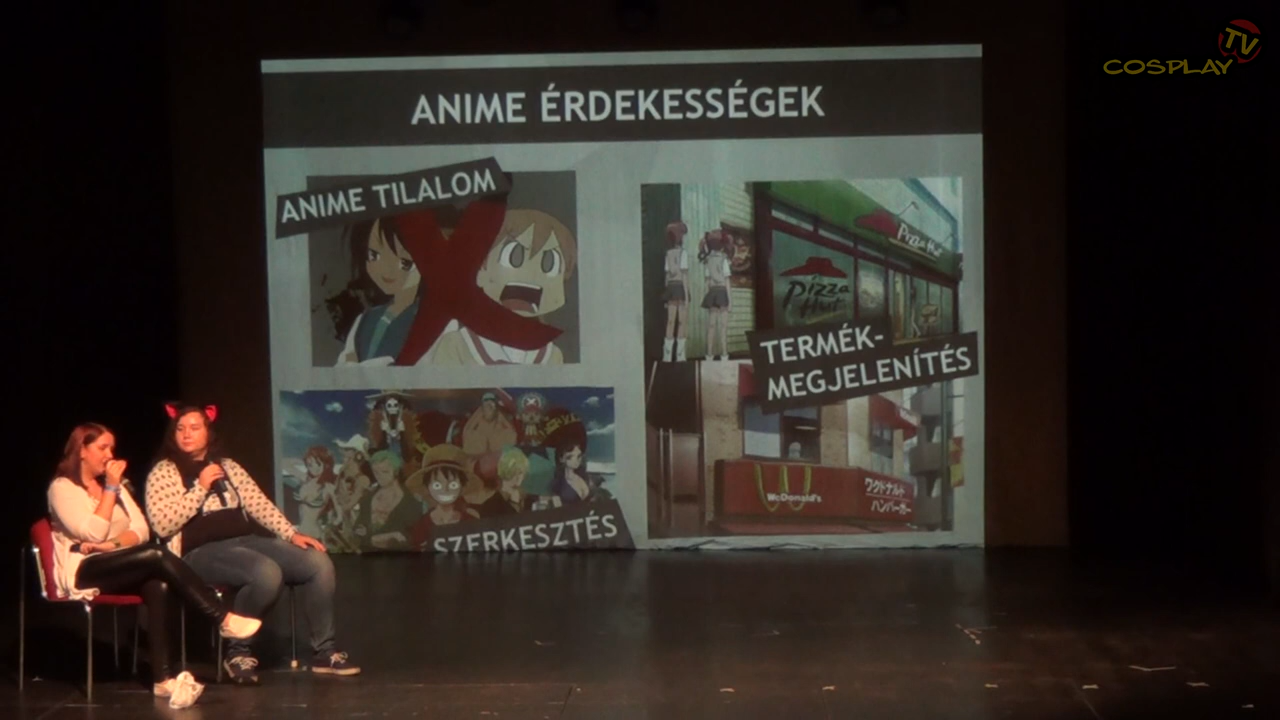 TV
COSPLAY
ANIME ÉRDEKESSÉGEK
ANIME TILALOM
Pizza Hut
Pizza
Hut
TERMÉK-
MEGJELENÍTÉS
WcDonald's
ワクドナルド
ハンバーガー
SZERKESZTÉS